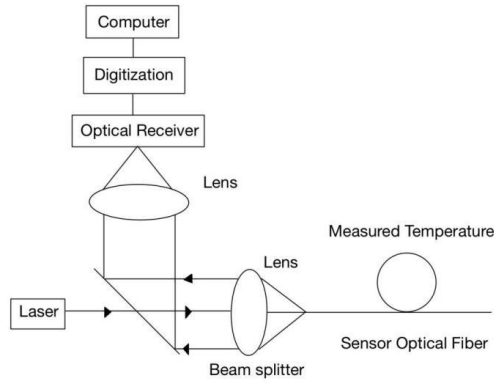 Computer
Digitization
Optical Receiver
Lens
Measured Temperature
Lens
Laser
Sensor Optical Fiber
Beam splitter